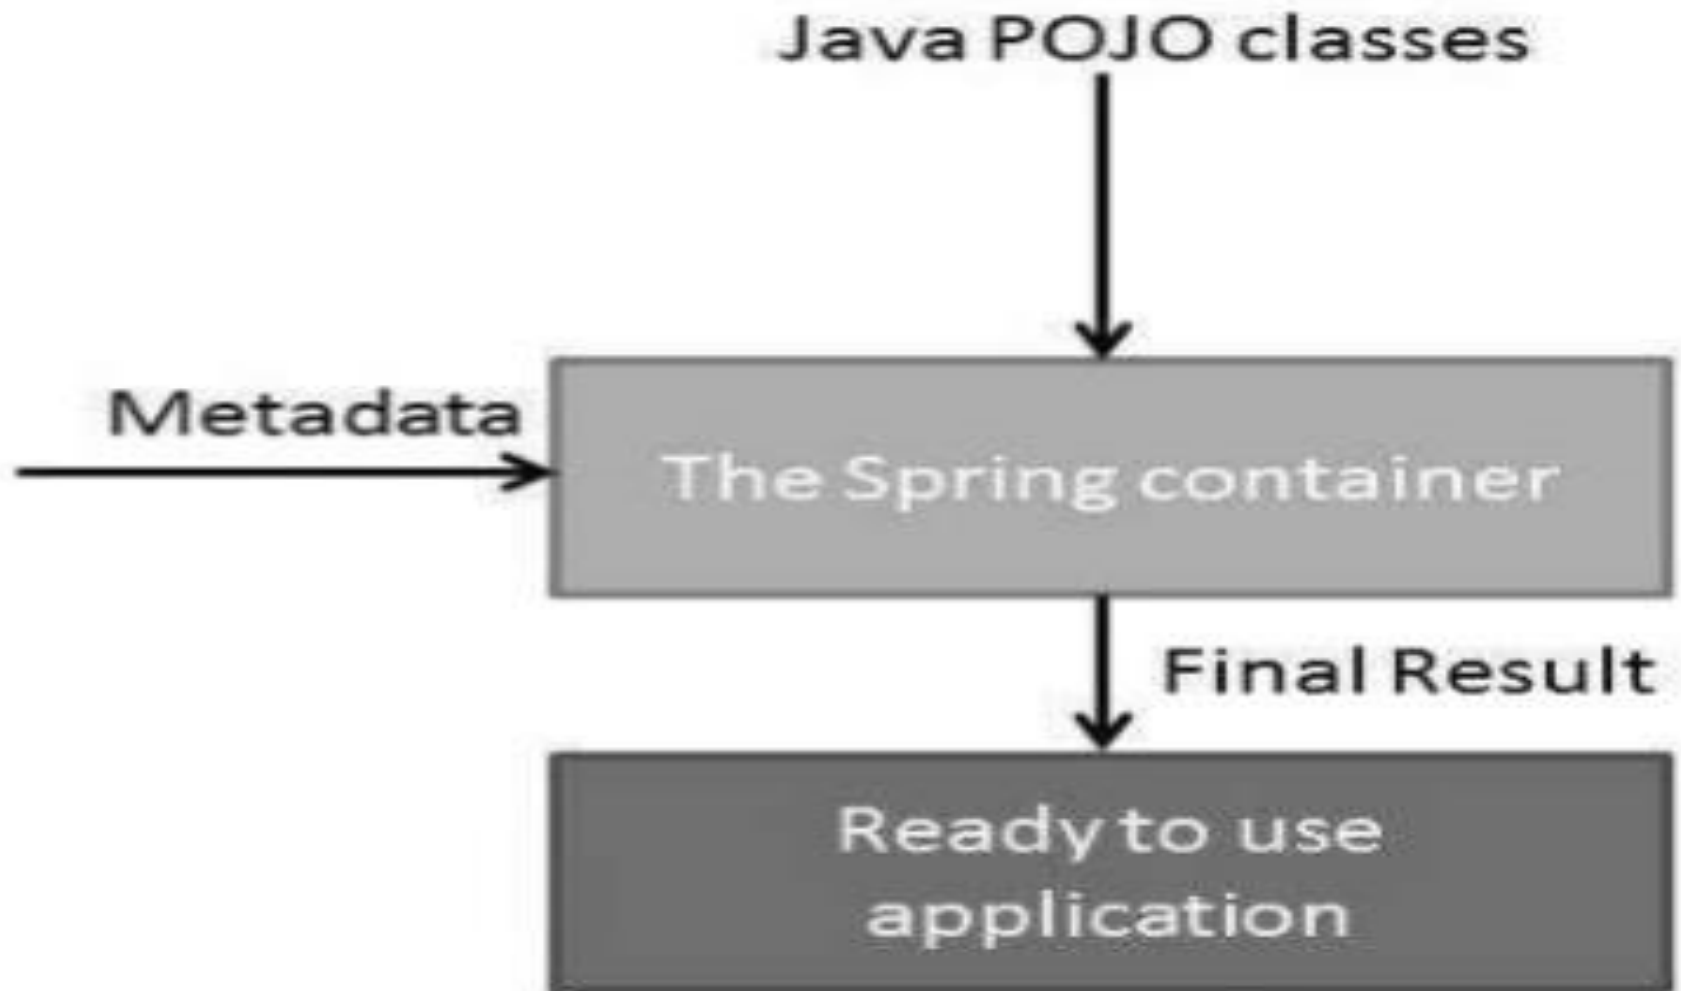 Java POJO classes
Metadata
The Spring container
Final Result
Ready to use
application